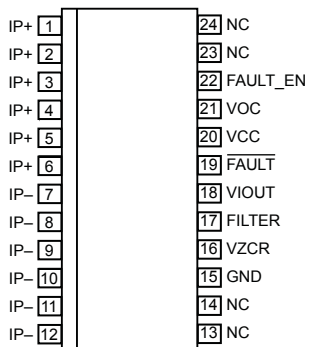 IP+ 1 24 NC
IP+ 2 23 NC
IP+ 3 22 FAULT_EN
IP+ 4 21 VOC
IP+ 5 20 VCC
IP+ 6 19 FAULT
IP– 7 18 VIOUT
IP– 8 17 FILTER
IP– 9 16 VZCR
IP– 10 15 GND
IP– 11 14 NC
IP– 12 13 NC